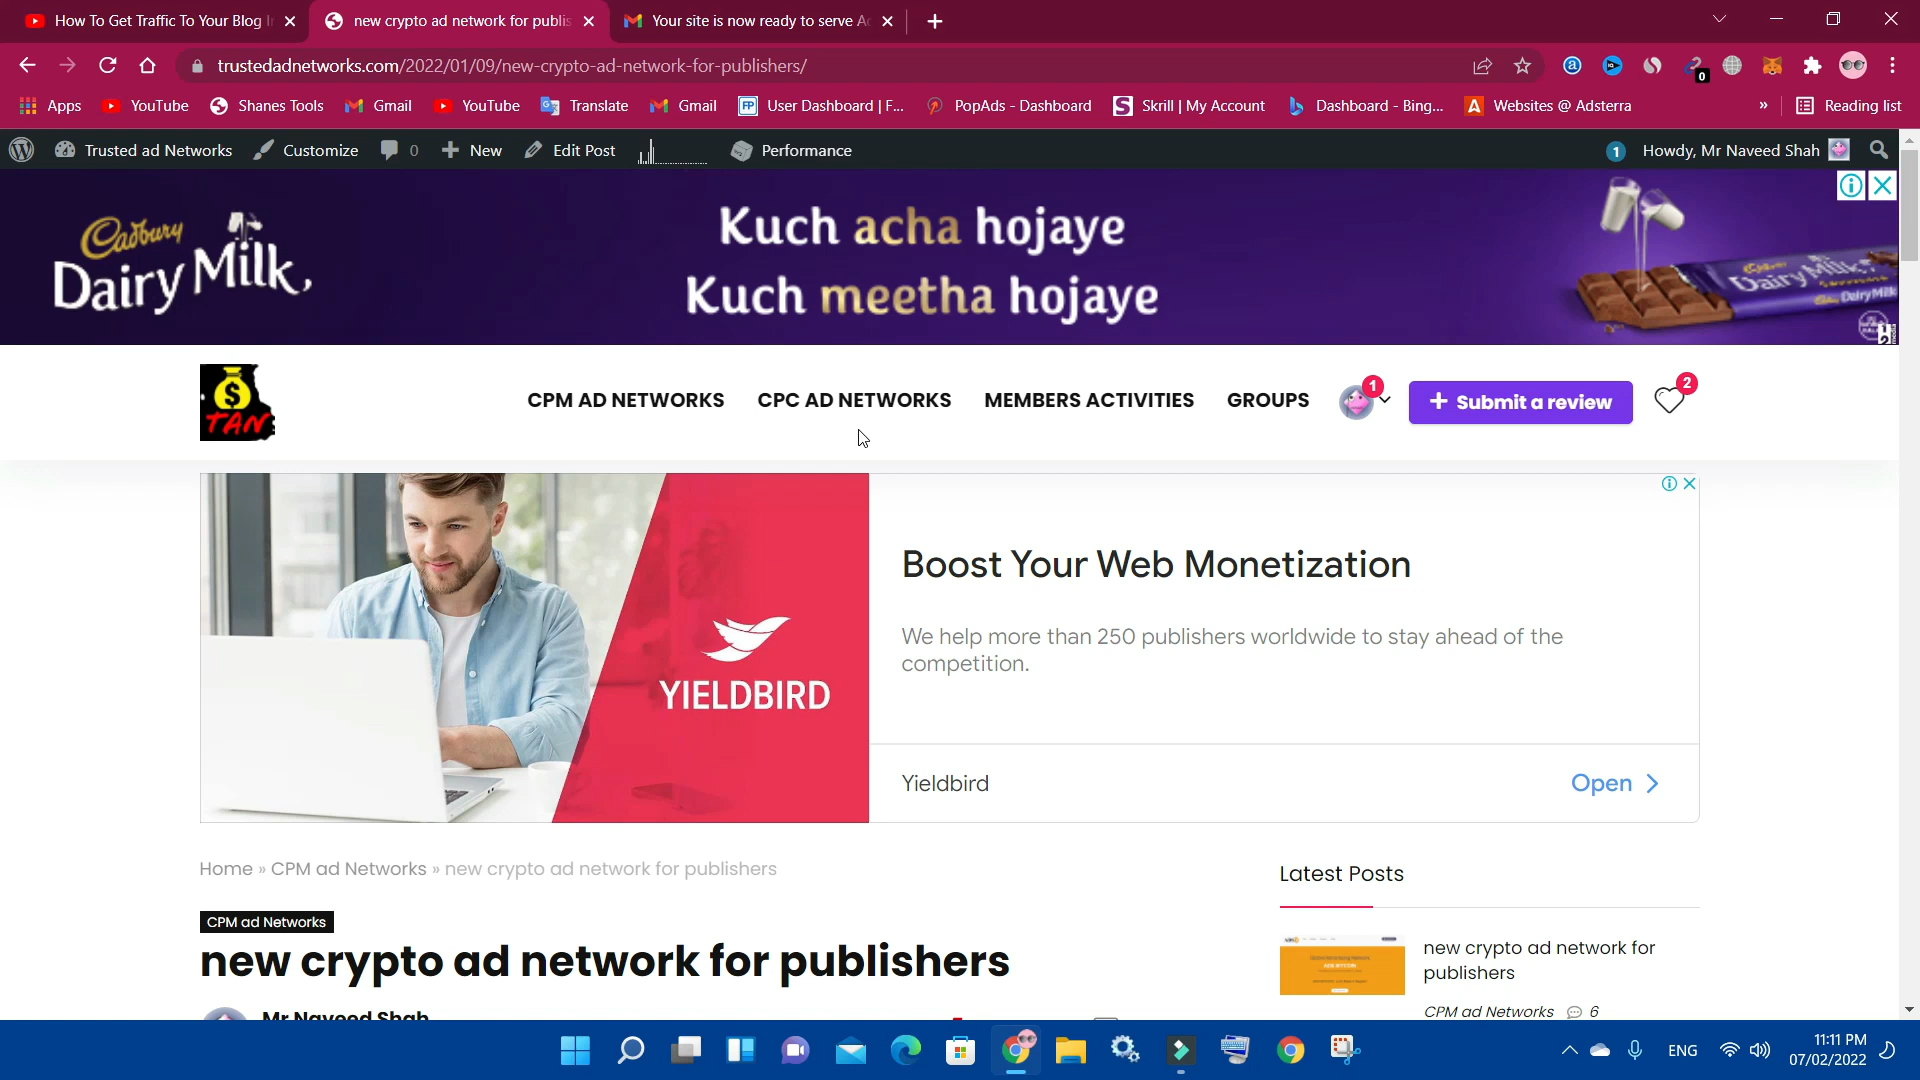 How To Get Traffic To Your Blog I
new crypto ad network for publis
Your site is now ready to serve Ac
trustedadnetworks.com/2022/01/09/new-crypto-ad-network-for-publishers/
0
Apps
YouTube
Shanes Tools
Gmail
YouTube
Translate
Gmail
User Dashboard | F...
PopAds - Dashboard
Skrill | My Account
Dashboard - Bing...
Websites @ Adsterra
»
Reading list
Trusted ad Networks
Customize
0
New
Edit Post
Performance
1
Howdy, Mr Naveed Shah
Cadbury
Dairy Milk
Kuch acha hojaye
Kuch meetha hojaye
Cadbury
Dairy Milk
TAN
CPM AD NETWORKS
CPC AD NETWORKS
MEMBERS ACTIVITIES
GROUPS
1
+ Submit a review
2
YIELDBIRD
Boost Your Web Monetization
We help more than 250 publishers worldwide to stay ahead of the
competition.
Yieldbird
Open
Home » CPM ad Networks » new crypto ad network for publishers
CPM ad Networks
new crypto ad network for publishers
Mr Naveed Shah
Latest Posts
new crypto ad network for
publishers
CPM ad Networks 6
ENG
11:11 PM
07/02/2022